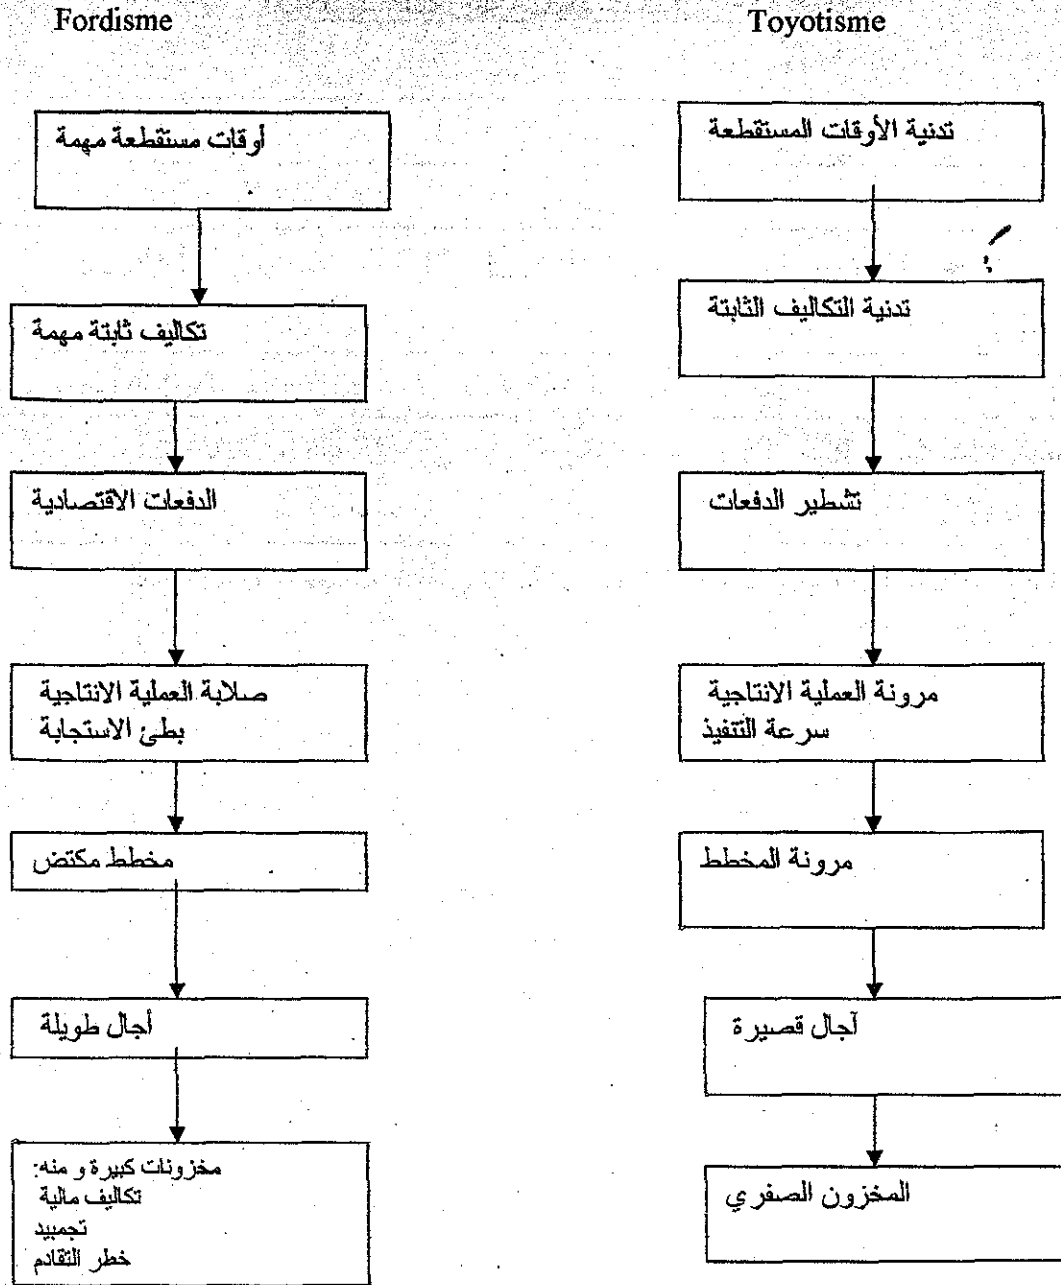 Fordisme
أوقات مستقطعة مهمة
تكاليف ثابتة مهمة
الدفعات الاقتصادية
صلابة العملية الانتاجية
بطئ الاستجابة
مخطط مكتض
أجال طويلة
مخزونات كبيرة و منه:
تكاليف مالية
تجمبيد
خطر التقادم
Toyotisme
تدنية الأوقات المستقطعة
تدنية التكاليف الثابتة
تشطير الدفعات
مرونة العملية الانتاجية
سرعة التنفيذ
مرونة المخطط
آجال قصيرة
المخزون الصفري